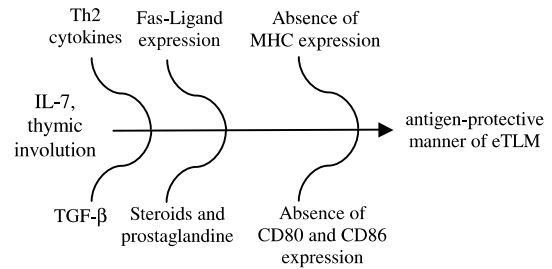 Th2
cytokines
Fas-Ligand
expression
Absence of
MHC expression
IL-7,
thymic
involution
antigen-protective
manner of eTLM
TGF-β
Steroids and
prostaglandine
Absence of
CD80 and CD86
expression